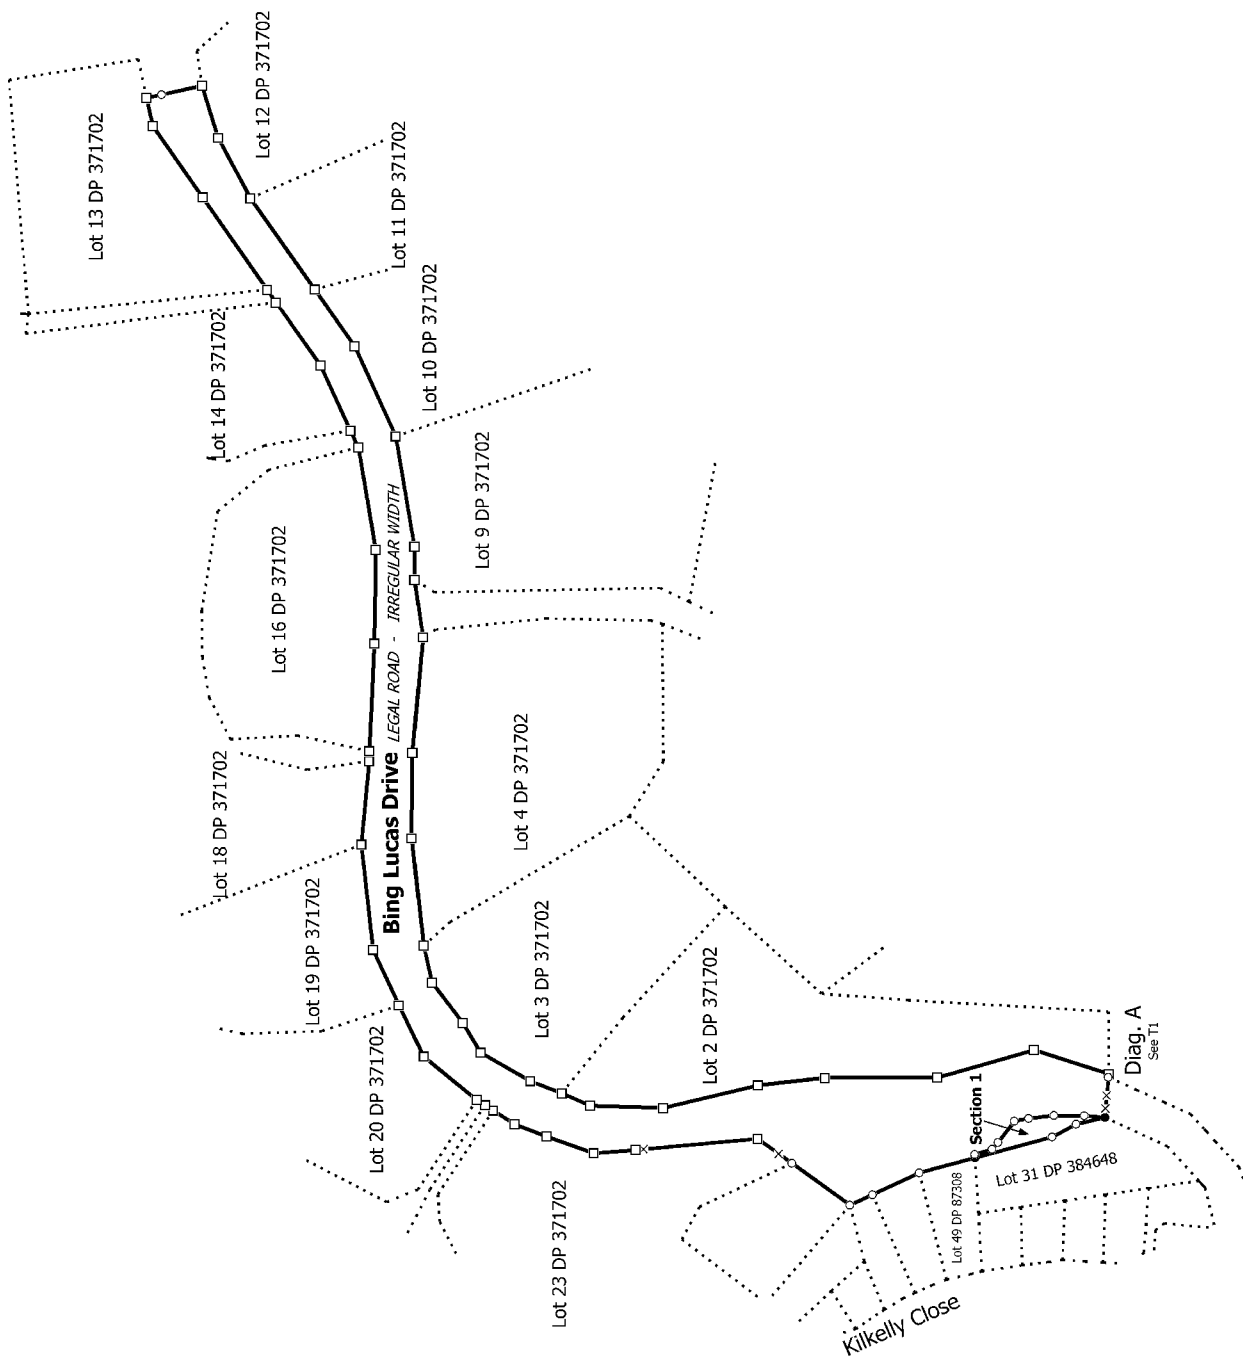 Lot 12 DP 371702
Lot 13 DP 371702
Lot 11 DP 371702
Lot 10 DP 371702
Lot 14 DP 371702
Lot 9 DP 371702
Lot 16 DP 371702
Bing Lucas Drive LEGAL ROAD - IRREGULAR WIDTH
Lot 18 DP 371702
Lot 4 DP 371702
Lot 19 DP 371702
Lot 3 DP 371702
Lot 2 DP 371702
Lot 20 DP 371702
Lot 23 DP 371702
Diag. A
See T1
Section 1
Lot 31 DP 384648
Lot 49 DP 87308
Kilkelly Close